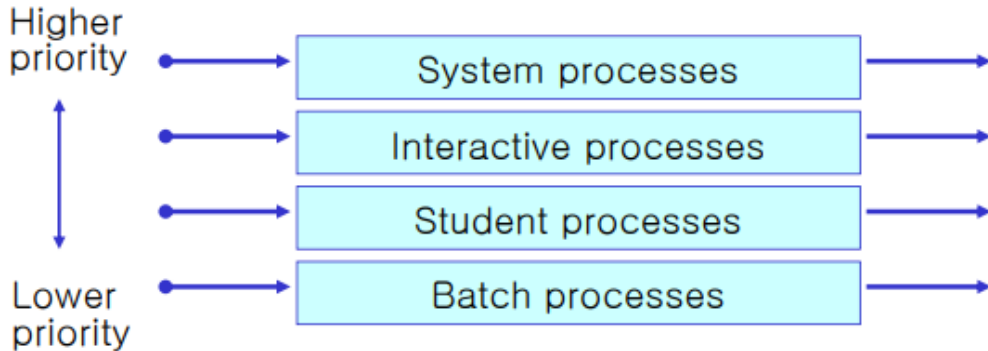 Higher
priority
System processes
Interactive processes
Student processes
Batch processes
Lower
priority